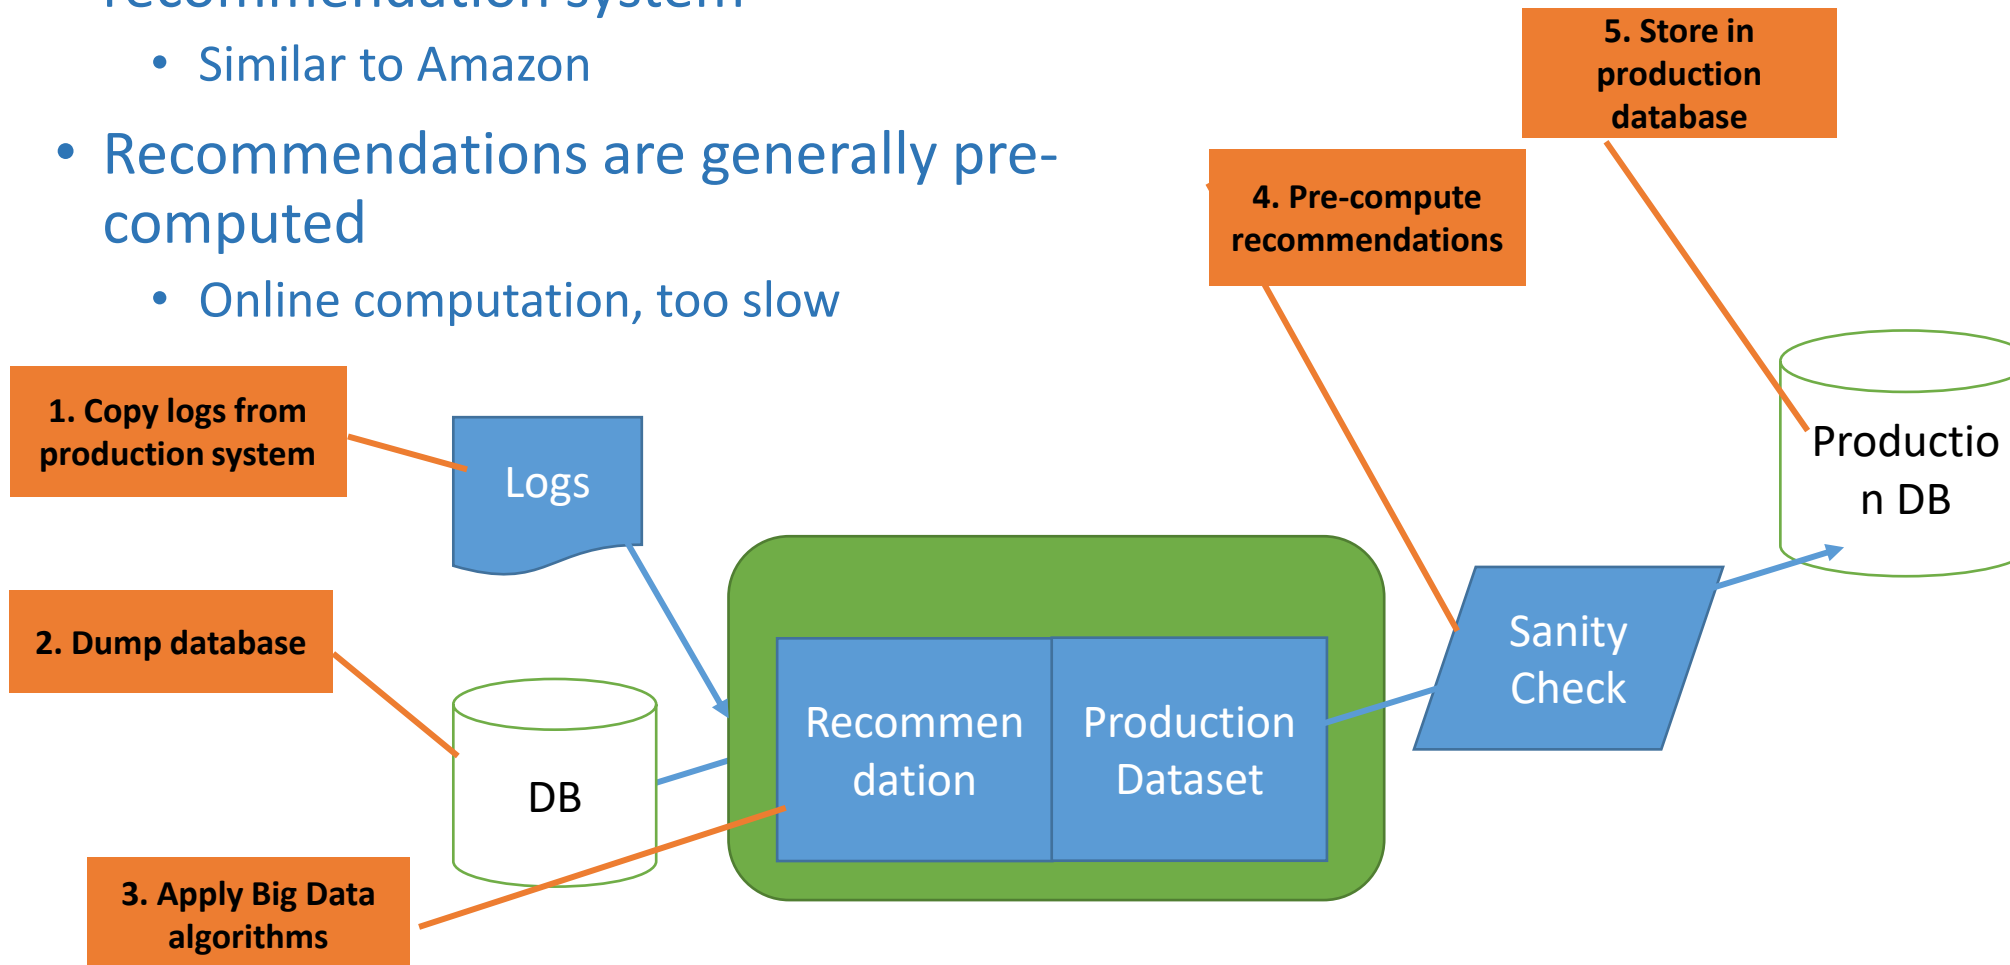 recommendation system
• Similar to Amazon
• Recommendations are generally pre-
computed
• Online computation, too slow
5. Store in
production
database
4. Pre-compute
recommendations
1. Copy logs from
production system
Logs
Productio
n DB
2. Dump database
Sanity
Check
Recommen
dation
Production
Dataset
DB
3. Apply Big Data
algorithms